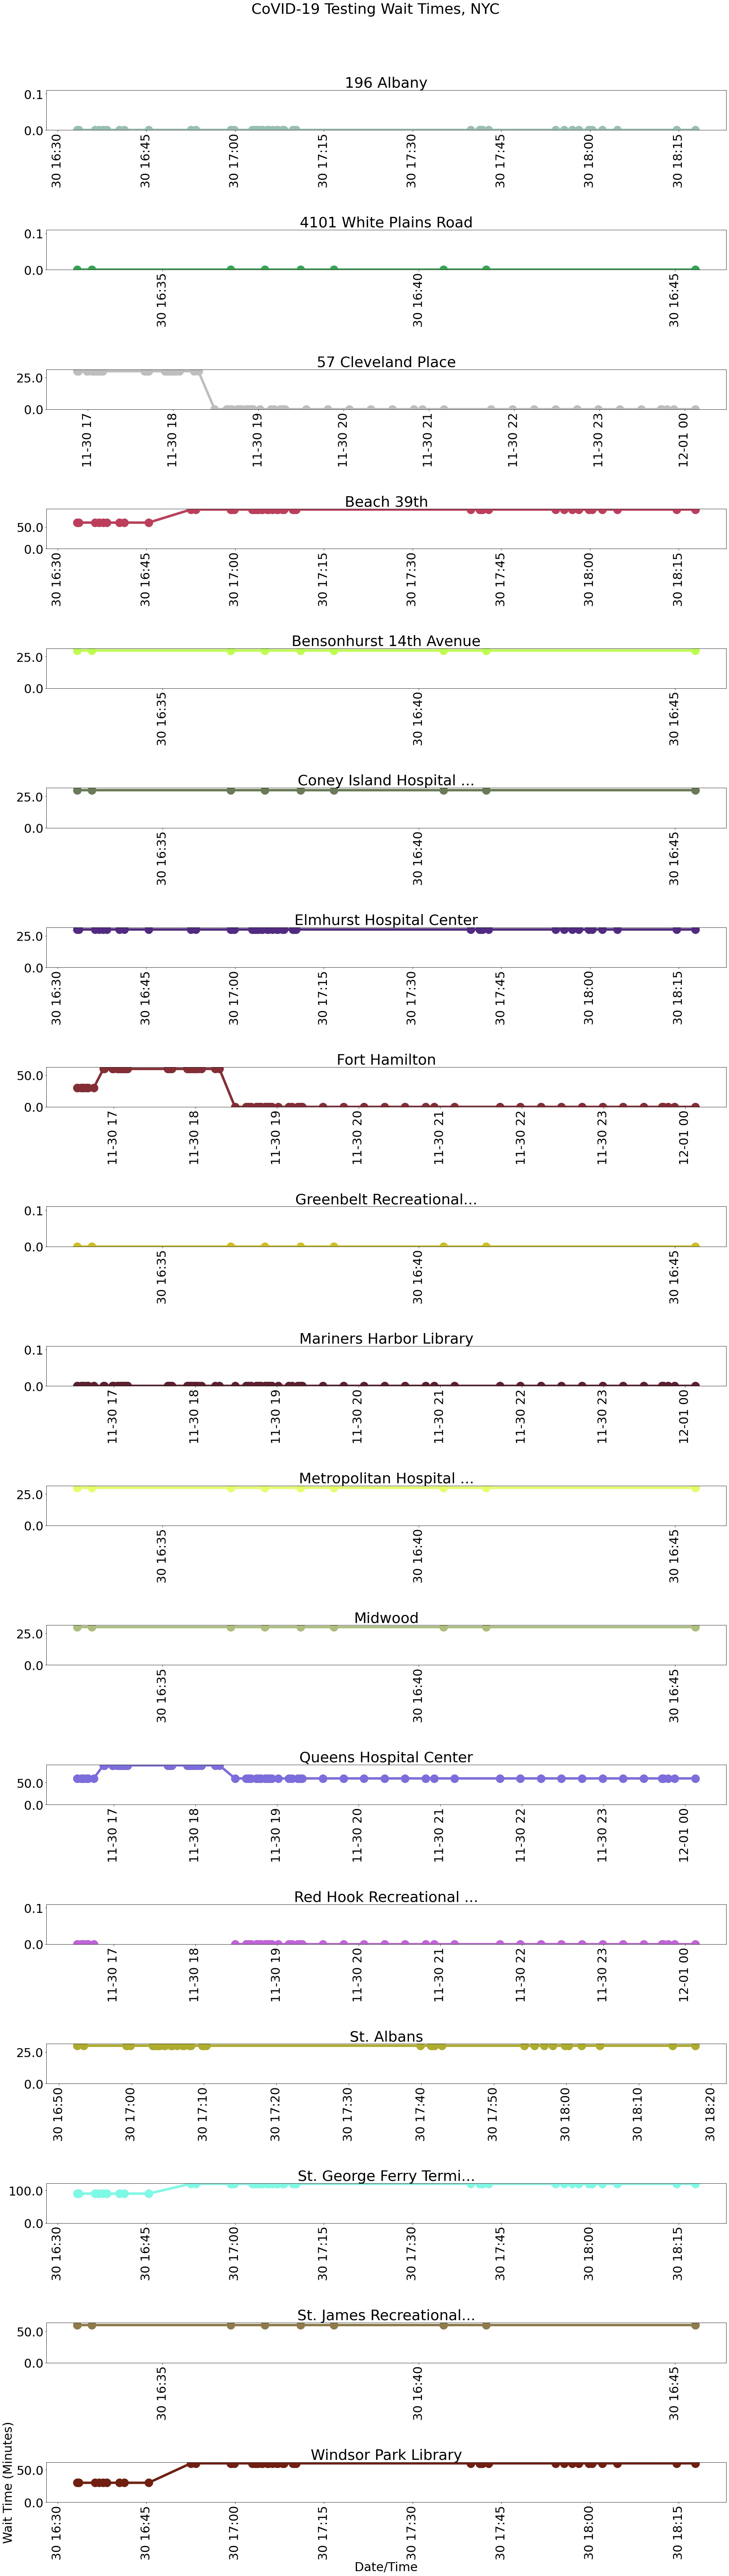 CoVID-19 Testing Wait Times, NYC
196 Albany
0.1
0.0
30 16:30 30 16:45 30 17:00 30 17:15 30 17:30 30 17:45 30 18:00 30 18:15
4101 White Plains Road
0.1
0.0
30 16:35 30 16:40 30 16:45
57 Cleveland Place
25.0
0.0
11-30 17 11-30 18 11-30 19 11-30 20 11-30 21 11-30 22 11-30 23 12-01 00
Beach 39th
50.0
0.0
30 16:30 30 16:45 30 17:00 30 17:15 30 17:30 30 17:45 30 18:00 30 18:15
Bensonhurst 14th Avenue
25.0
0.0
30 16:35 30 16:40 30 16:45
Coney Island Hospital ...
25.0
0.0
30 16:35 30 16:40 30 16:45
Elmhurst Hospital Center
25.0
0.0
30 16:30 30 16:45 30 17:00 30 17:15 30 17:30 30 17:45 30 18:00 30 18:15
Fort Hamilton
50.0
0.0
11-30 17 11-30 18 11-30 19 11-30 20 11-30 21 11-30 22 11-30 23 12-01 00
Greenbelt Recreational...
0.1
0.0
30 16:35 30 16:40 30 16:45
Mariners Harbor Library
0.1
0.0
11-30 17 11-30 18 11-30 19 11-30 20 11-30 21 11-30 22 11-30 23 12-01 00
Metropolitan Hospital ...
25.0
0.0
30 16:35 30 16:40 30 16:45
Midwood
25.0
0.0
30 16:35 30 16:40 30 16:45
Queens Hospital Center
50.0
0.0
11-30 17 11-30 18 11-30 19 11-30 20 11-30 21 11-30 22 11-30 23 12-01 00
Red Hook Recreational ...
0.1
0.0
11-30 17 11-30 18 11-30 19 11-30 20 11-30 21 11-30 22 11-30 23 12-01 00
St. Albans
25.0
0.0
30 16:50 30 17:00 30 17:10 30 17:20 30 17:30 30 17:40 30 17:50 30 18:00 30 18:10 30 18:20
St. George Ferry Termi...
100.0
0.0
30 16:30 30 16:45 30 17:00 30 17:15 30 17:30 30 17:45 30 18:00 30 18:15
St. James Recreational...
50.0
0.0
30 16:35 30 16:40 30 16:45
Windsor Park Library
50.0
0.0
30 16:30 30 16:45 30 17:00 30 17:15 30 17:30 30 17:45 30 18:00 30 18:15
Wait Time (Minutes)
Date/Time